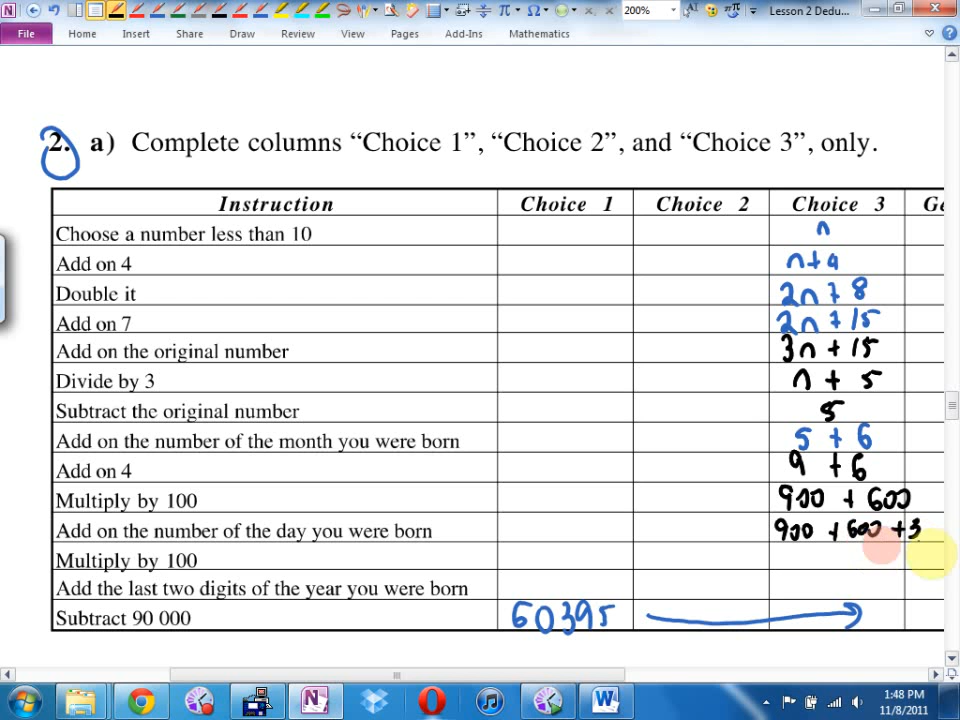 200% Lesson 2 Dedu...
File Home Insert Share Draw Review View Pages Add-Ins Mathematics
2. a) Complete columns “Choice 1”, “Choice 2”, and “Choice 3”, only.
Instruction Choice 1 Choice 2 Choice 3 Ge
Choose a number less than 10 n
Add on 4 n+4
Double it 2n + 8
Add on 7 2n + 15
Add on the original number 3n + 15
Divide by 3 n + 5
Subtract the original number 5
Add on the number of the month you were born 5 + 6
Add on 4 9 + 6
Multiply by 100 900 + 600
Add on the number of the day you were born 900 + 600 + 3
Multiply by 100
Add the last two digits of the year you were born
Subtract 90 000 60395
1:48 PM
11/8/2011